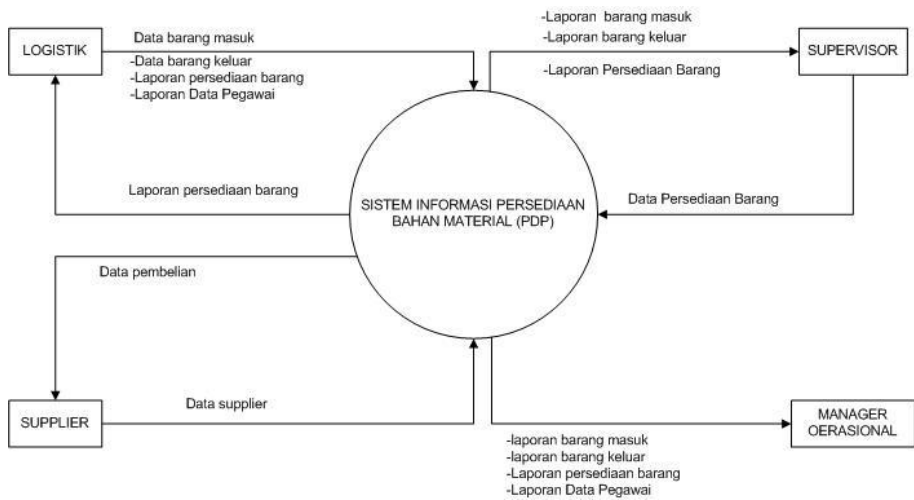 LOGISTIK
Data barang masuk
-Data barang keluar
-Laporan persediaan barang
-Laporan Data Pegawai
-Laporan barang masuk
-Laporan barang keluar
-Laporan Persediaan Barang
SUPERVISOR
Laporan persediaan barang
SISTEM INFORMASI PERSEDIAAN
BAHAN MATERIAL (PDP)
Data Persediaan Barang
Data pembelian
SUPPLIER
Data supplier
-laporan barang masuk
-laporan barang keluar
-Laporan persediaan barang
-Laporan Data Pegawai
MANAGER
OERASIONAL